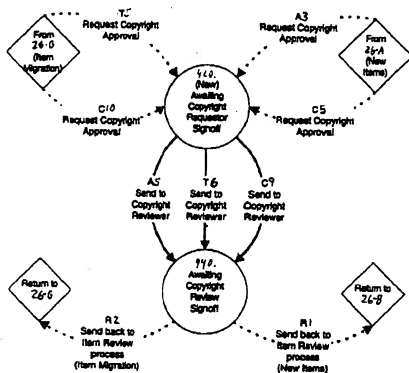 T5
Request Copyright
Approval
A3
Request Copyright
Approval
From
26-G
(Item
Migration)
From
26-A
(New
Items)
920.
(New)
Awaiting
Copyright
Requestor
Signoff
C10
Request Copyright
Approval
C5
Request Copyright
Approval
A5
Send to
Copyright
Reviewer
T6
Send to
Copyright
Reviewer
C9
Send to
Copyright
Reviewer
940.
Awaiting
Copyright
Review
Signoff
Return to
26-G
Return to
26-B
R2
Send back to
Item Review
process
(Item Migration)
R1
Send back to
Item Review
process
(New Items)